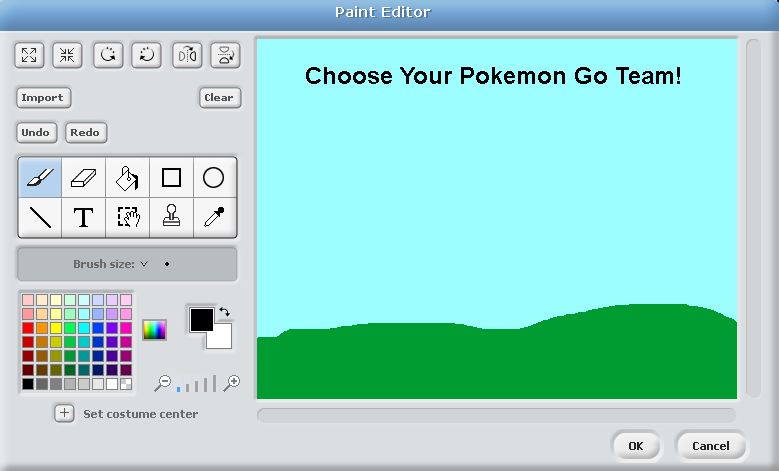 Paint Editor
Import
Clear
Undo
Redo
T
Brush size:
Set costume center
Choose Your Pokemon Go Team!
OK
Cancel